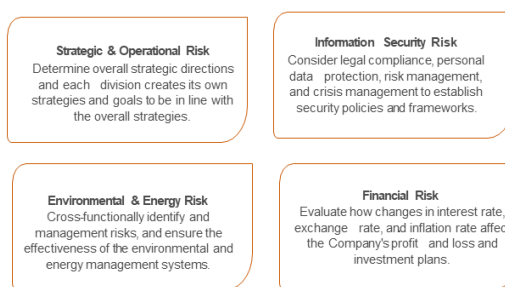 Strategic & Operational Risk
Determine overall strategic directions
and each division creates its own
strategies and goals to be in line with
the overall strategies.
Information Security Risk
Consider legal compliance, personal
data protection, risk management,
and crisis management to establish
security policies and frameworks.
Environmental & Energy Risk
Cross-functionally identify and
management risks, and ensure the
effectiveness of the environmental and
energy management systems.
Financial Risk
Evaluate how changes in interest rate,
exchange rate, and inflation rate affec
the Company's profit and loss and
investment plans.